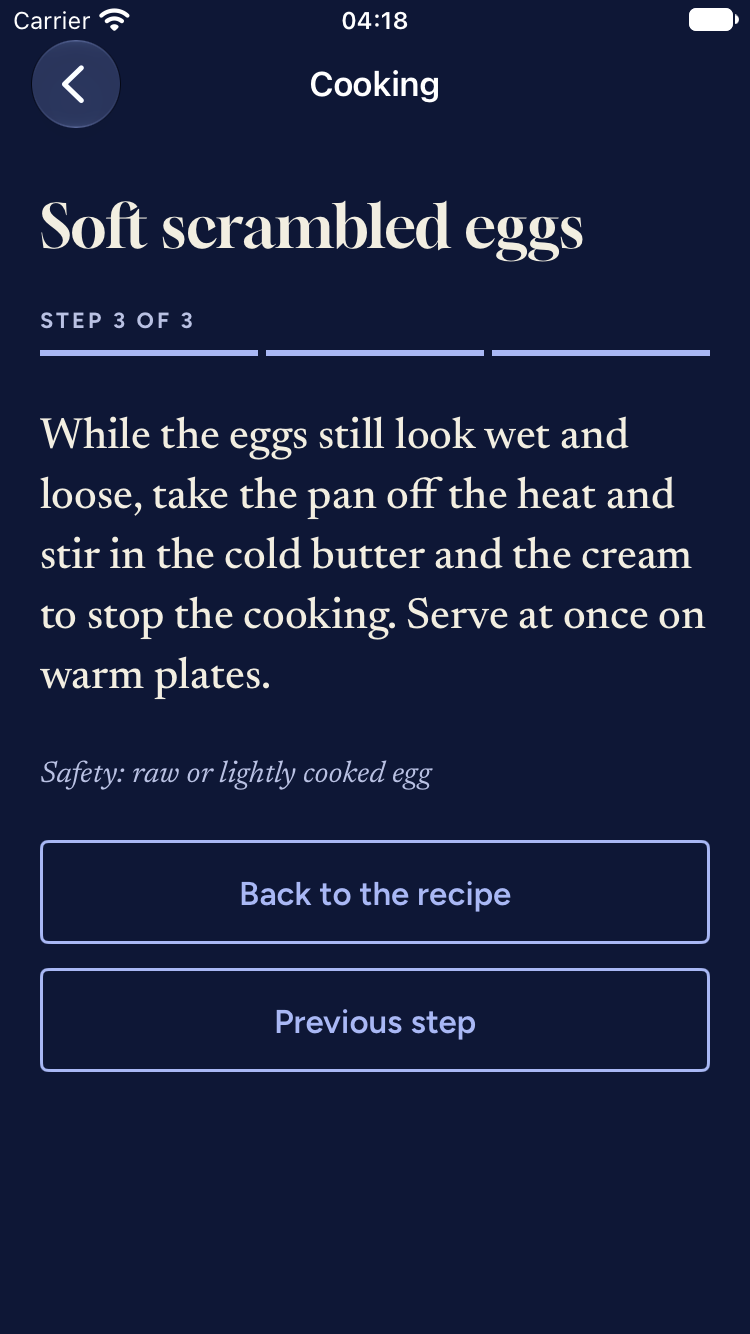 Carrier
04:18
Cooking
Soft scrambled eggs
STEP 3 OF 3
While the eggs still look wet and
loose, take the pan off the heat and
stir in the cold butter and the cream
to stop the cooking. Serve at once on
warm plates.
Safety: raw or lightly cooked egg
Back to the recipe
Previous step